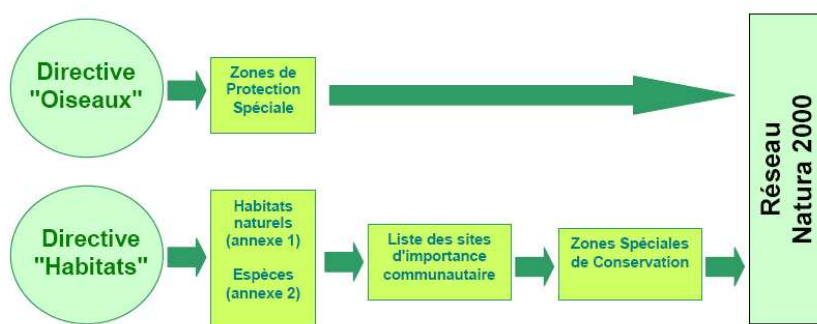 Directive
"Oiseaux"
Zones de
Protection
Spéciale
Directive
"Habitats"
Habitats
naturels
(annexe 1)
Espèces
(annexe 2)
Liste des sites
d'importance
communautaire
Zones Spéciales
de Conservation
Réseau
Natura 2000